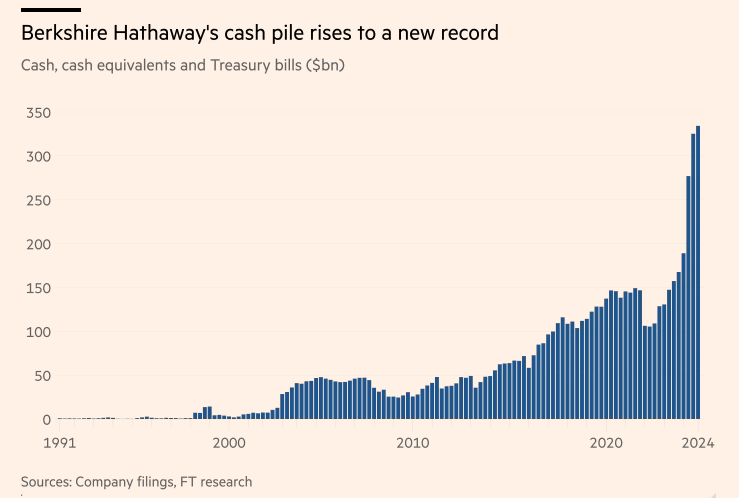 Berkshire Hathaway's cash pile rises to a new record
Cash, cash equivalents and Treasury bills ($bn)
350
300
250
200
150
100
50
0
1991 2000 2010 2020 2024
Sources: Company filings, FT research